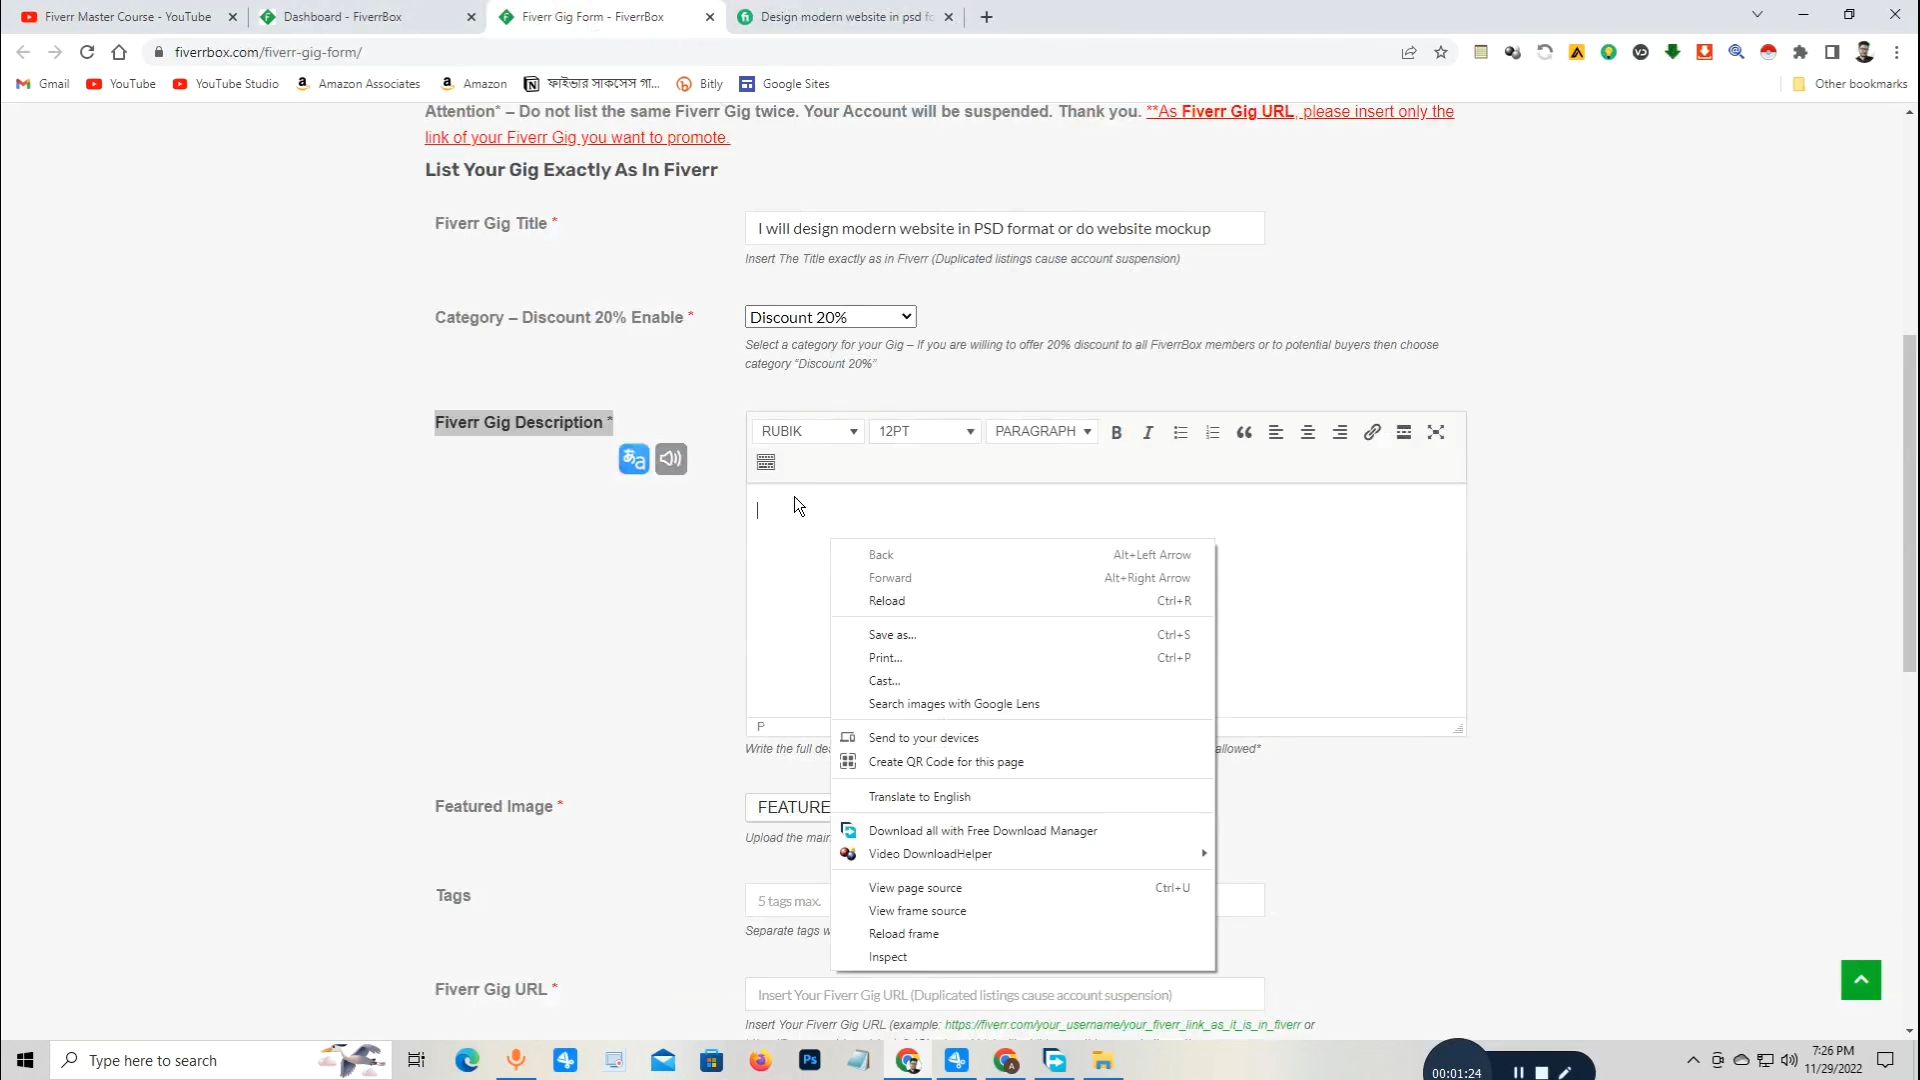 Fiverr Master Course - YouTube
Dashboard - FiverrBox
Fiverr Gig Form - FiverrBox
Design modern website in psd fo
fiverrbox.com/fiverr-gig-form/
Gmail
YouTube
YouTube Studio
Amazon Associates
Amazon
ফাইভার সাকসেস গা...
Bitly
Google Sites
Other bookmarks
Attention* – Do not list the same Fiverr Gig twice. Your Account will be suspended. Thank you. **As Fiverr Gig URL, please insert only the
link of your Fiverr Gig you want to promote.
List Your Gig Exactly As In Fiverr
Fiverr Gig Title *
I will design modern website in PSD format or do website mockup
Insert The Title exactly as in Fiverr (Duplicated listings cause account suspension)
Category – Discount 20% Enable *
Discount 20%
Select a category for your Gig – If you are willing to offer 20% discount to all FiverrBox members or to potential buyers then choose
category "Discount 20%"
Fiverr Gig Description *
RUBIK
12PT
PARAGRAPH
B
I
P
Write the full
allowed*
Back Alt+Left Arrow
Forward Alt+Right Arrow
Reload Ctrl+R
Save as... Ctrl+S
Print... Ctrl+P
Cast...
Search images with Google Lens
Send to your devices
Create QR Code for this page
Translate to English
Download all with Free Download Manager
Video DownloadHelper
View page source Ctrl+U
View frame source
Reload frame
Inspect
Featured Image *
FEATURE
Upload the main
Tags
5 tags max.
Separate tags w
Fiverr Gig URL *
Insert Your Fiverr Gig URL (Duplicated listings cause account suspension)
Insert Your Fiverr Gig URL (example: https://fiverr.com/your_username/your_fiverr_link_as_it_is_in_fiverr or
Type here to search
Ps
00:01:24
7:26 PM
11/29/2022